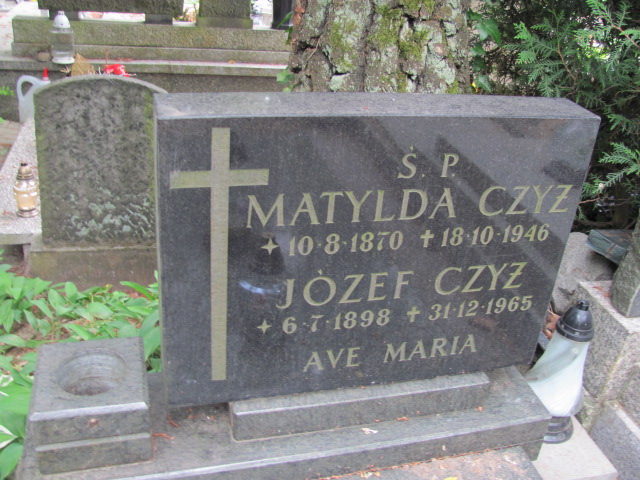 Ś. P.
MATYLDA CZYŻ
✦ 10·8·1870 ✝ 18·10·1946
JÓZEF CZYŻ
✦ 6·7·1898 ✝ 31·12·1965
AVE MARIA